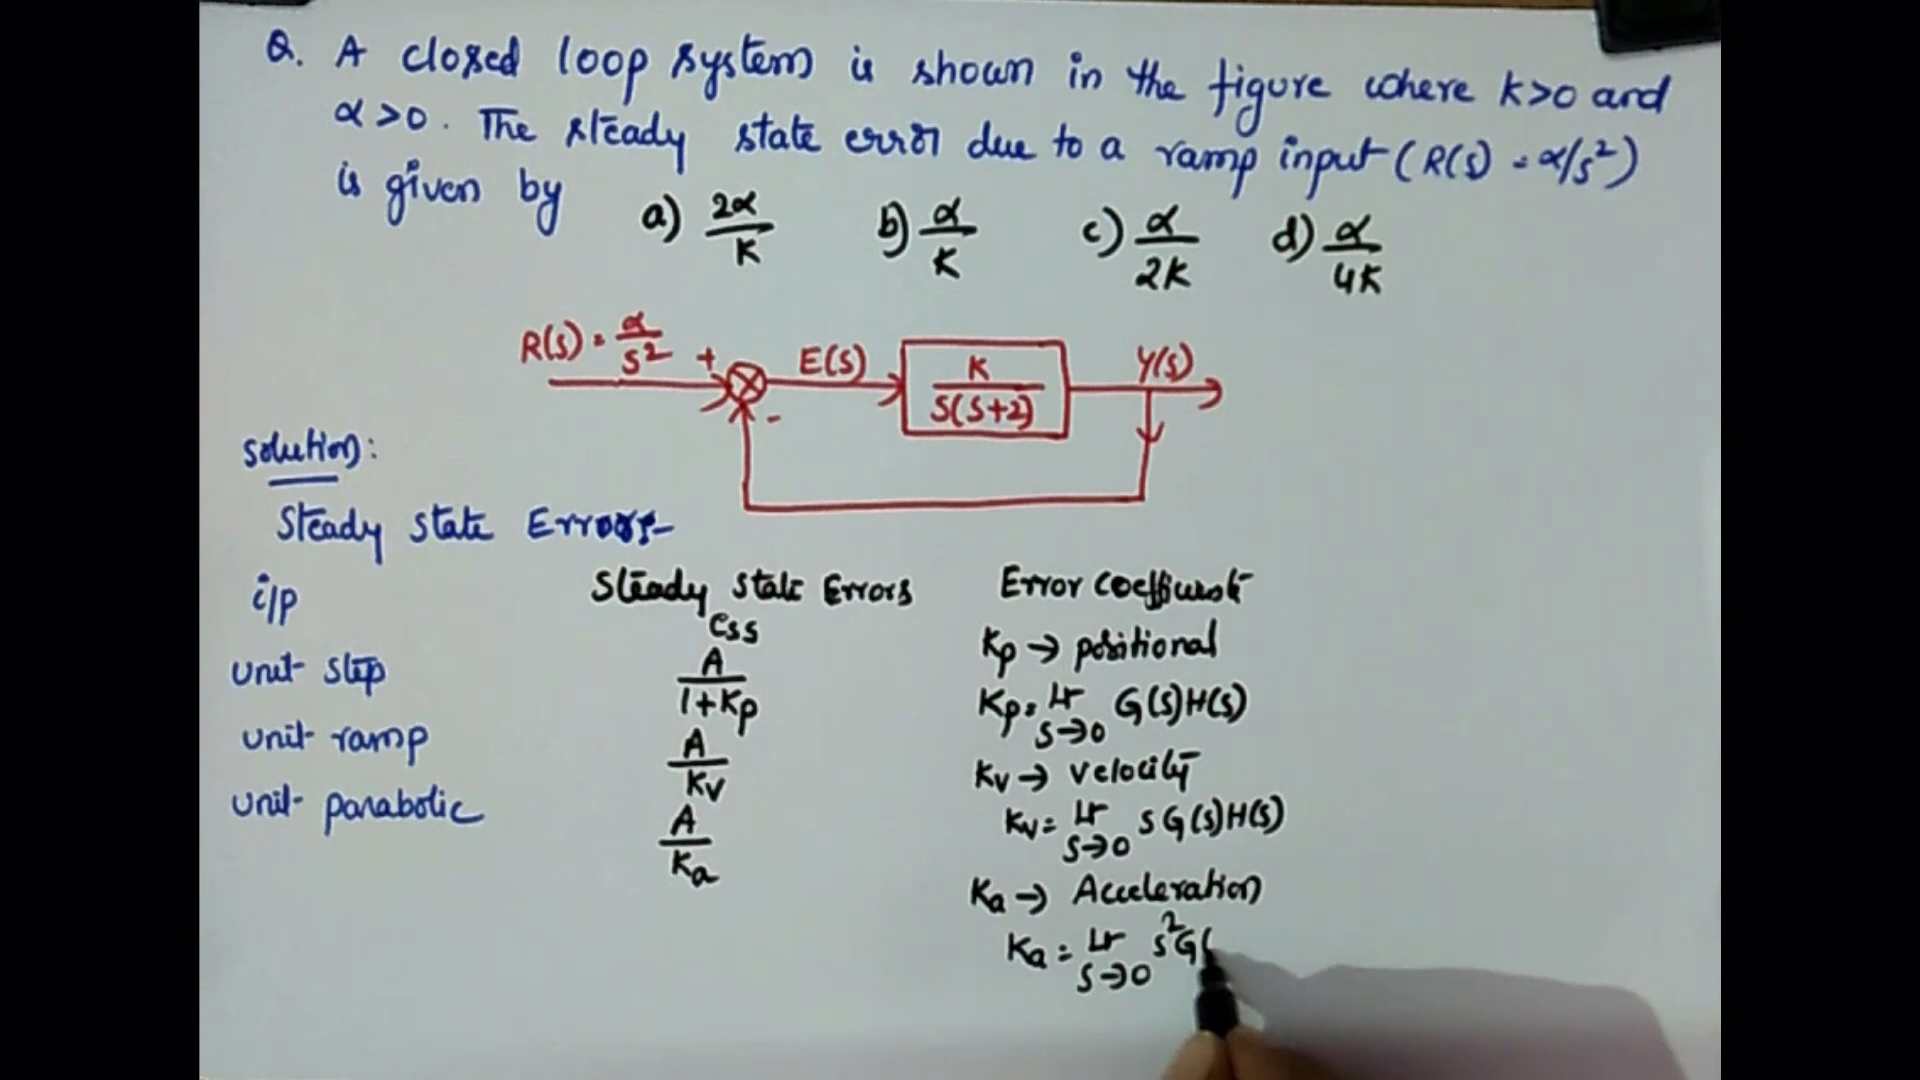 Q. A closed loop system is shown in the figure where K>0 and
α>0. The steady state error due to a ramp input (R(s) = α/s²)
is given by a) 2α/K b) α/K c) α/2K d) α/4K
R(s) = α/s² + E(s) K/s(s+2) Y(s)
-
solution:
Steady state Errors-
i/p Steady State Errors Error coefficient
ess Kp → positional
unit step A/1+Kp Kp = Lt s→0 G(s)H(s)
unit ramp A/Kv Kv → velocity
unit parabolic A/Ka Kv = Lt s→0 sG(s)H(s)
Ka → Acceleration
Ka = Lt s→0 s²G(